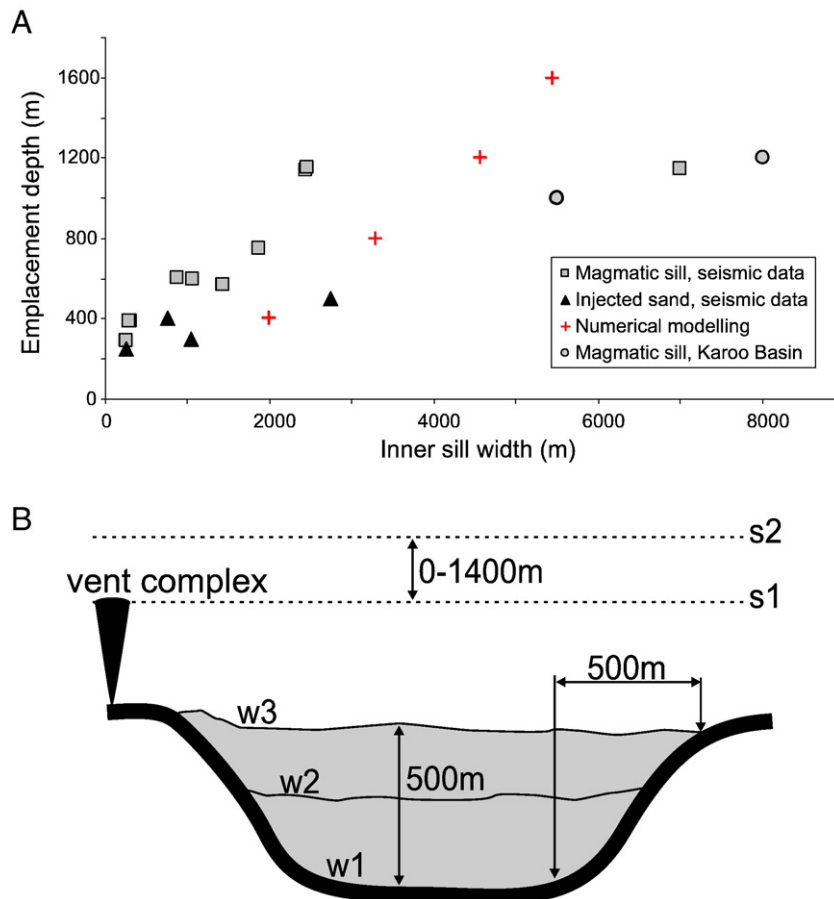 A
Emplacement depth (m)
1600
1200
800
400
0
0 2000 4000 6000 8000
Inner sill width (m)
Magmatic sill, seismic data
Injected sand, seismic data
Numerical modelling
Magmatic sill, Karoo Basin
B
s2
0-1400m
vent complex
s1
500m
w3
500m
w2
w1